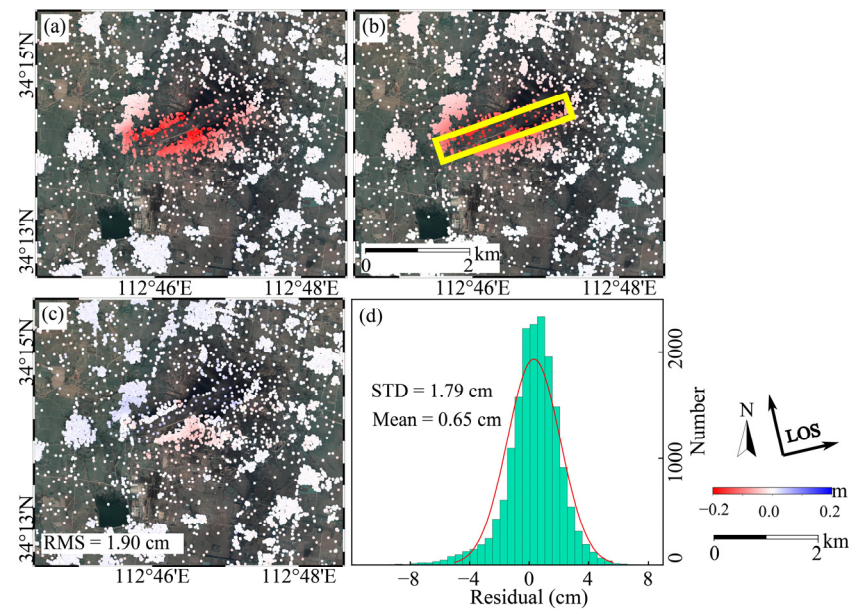 (a)
(b)
34°15'N
34°13'N
0
2
km
112°46'E
112°48'E
112°46'E
112°48'E
(c)
(d)
34°15'N
34°13'N
STD = 1.79 cm
Mean = 0.65 cm
2000
1000
0
Number
N
LOS
m
−0.2
0.0
0.2
0
2
km
RMS = 1.90 cm
112°46'E
112°48'E
−8
−4
0
4
8
Residual (cm)